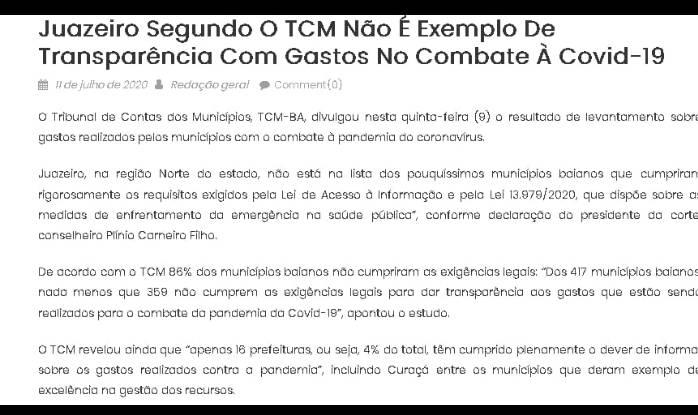 Juazeiro Segundo O TCM Não É Exemplo De
Transparência Com Gastos No Combate À Covid-19
11 de julho de 2020 Redação geral Comment(0)
O Tribunal de Contas dos Municípios, TCM-BA, divulgou nesta quinta-feira (9) o resultado de levantamento sobre
gastos realizados pelos municípios com o combate à pandemia do coronavírus.
Juazeiro, na região Norte do estado, não está na lista dos pouquíssimos municípios baianos que cumpriram
rigorosamente os requisitos exigidos pela Lei de Acesso à Informação e pela Lei 13.979/2020, que dispõe sobre as
medidas de enfrentamento da emergência na saúde pública", conforme declaração do presidente da corte
conselheiro Plínio Carneiro Filho.
De acordo com o TCM 86% dos municípios baianos não cumpriram as exigências legais: "Dos 417 municípios baianos
nada menos que 359 não cumprem as exigências legais para dar transparência aos gastos que estão sendo
realizados para o combate da pandemia da Covid-19", apontou o estudo.
O TCM revelou ainda que "apenas 16 prefeituras, ou seja, 4% do total, têm cumprido plenamente o dever de informa
sobre os gastos realizados contra a pandemia", incluindo Curaçá entre os municípios que deram exemplo de
excelência na gestão dos recursos.